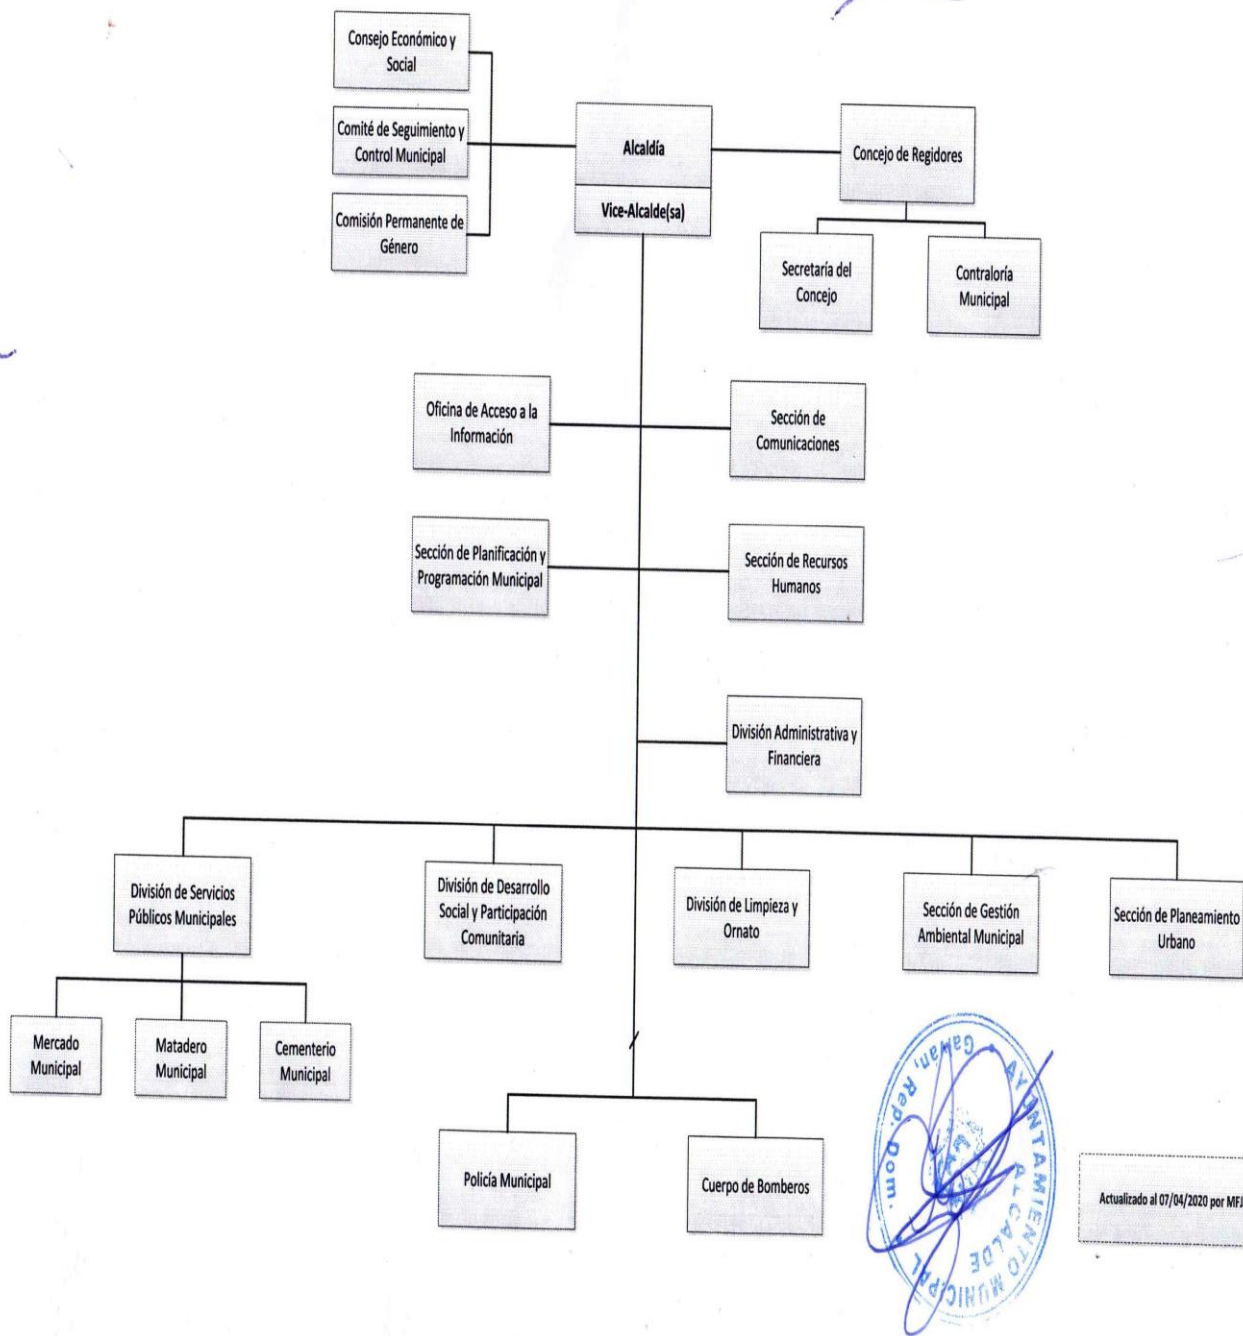 Consejo Económico y
Social
Comité de Seguimiento y
Control Municipal
Comisión Permanente de
Género
Alcaldía
Vice-Alcalde(sa)
Concejo de Regidores
Secretaría del
Concejo
Contraloría
Municipal
Oficina de Acceso a la
Información
Sección de
Comunicaciones
Sección de Planificación y
Programación Municipal
Sección de Recursos
Humanos
División Administrativa y
Financiera
División de Servicios
Públicos Municipales
División de Desarrollo
Social y Participación
Comunitaria
División de Limpieza y
Ornato
Sección de Gestión
Ambiental Municipal
Sección de Planeamiento
Urbano
Mercado
Municipal
Matadero
Municipal
Cementerio
Municipal
Policía Municipal
Cuerpo de Bomberos
AYUNTAMIENTO MUNICIPAL
ALCALDE
Galván, Rep. Dom.
Actualizado al 07/04/2020 por MFJ